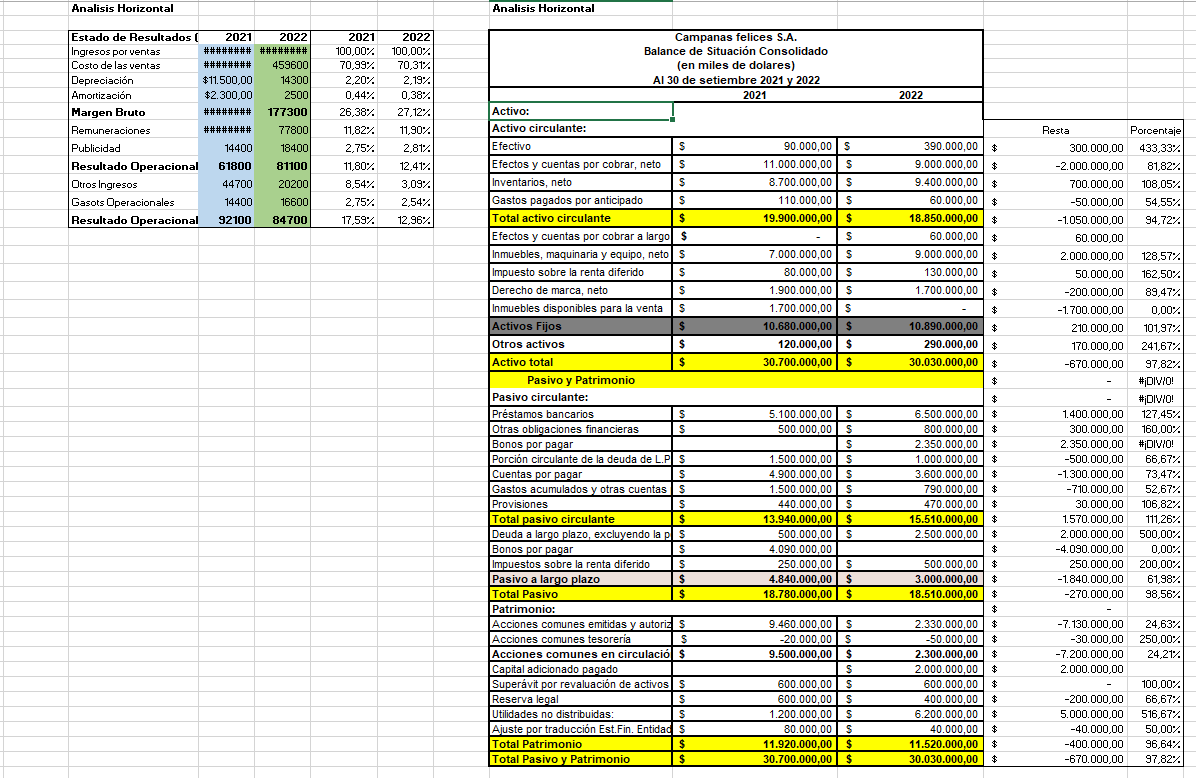 Analisis Horizontal
Estado de Resultados ( 2021 2022 2021 2022
Ingresos por ventas ######## ######## 100,00% 100,00%
Costo de las ventas ######## 459600 70,99% 70,31%
Depreciación $11.500,00 14300 2,20% 2,19%
Amortización $2.300,00 2500 0,44% 0,38%
Margen Bruto ######## 177300 26,38% 27,12%
Remuneraciones ######## 77800 11,82% 11,90%
Publicidad 14400 18400 2,75% 2,81%
Resultado Operacional 61800 81100 11,80% 12,41%
Otros Ingresos 44700 20200 8,54% 3,09%
Gasots Operacionales 14400 16600 2,75% 2,54%
Resultado Operacional 92100 84700 17,59% 12,96%
Analisis Horizontal
Campanas felices S.A.
Balance de Situación Consolidado
(en miles de dolares)
Al 30 de setiembre 2021 y 2022
2021 2022
Activo:
Activo circulante: Resta Porcentaje
Efectivo $ 90.000,00 $ 390.000,00 $ 300.000,00 433,33%
Efectos y cuentas por cobrar, neto $ 11.000.000,00 $ 9.000.000,00 $ -2.000.000,00 81,82%
Inventarios, neto $ 8.700.000,00 $ 9.400.000,00 $ 700.000,00 108,05%
Gastos pagados por anticipado $ 110.000,00 $ 60.000,00 $ -50.000,00 54,55%
Total activo circulante $ 19.900.000,00 $ 18.850.000,00 $ -1.050.000,00 94,72%
Efectos y cuentas por cobrar a largo $ - $ 60.000,00 $ 60.000,00
Inmuebles, maquinaria y equipo, neto $ 7.000.000,00 $ 9.000.000,00 $ 2.000.000,00 128,57%
Impuesto sobre la renta diferido $ 80.000,00 $ 130.000,00 $ 50.000,00 162,50%
Derecho de marca, neto $ 1.900.000,00 $ 1.700.000,00 $ -200.000,00 89,47%
Inmuebles disponibles para la venta $ 1.700.000,00 $ - $ -1.700.000,00 0,00%
Activos Fijos $ 10.680.000,00 $ 10.890.000,00 $ 210.000,00 101,97%
Otros activos $ 120.000,00 $ 290.000,00 $ 170.000,00 241,67%
Activo total $ 30.700.000,00 $ 30.030.000,00 $ -670.000,00 97,82%
Pasivo y Patrimonio $ - #¡DIV/0!
Pasivo circulante: $ - #¡DIV/0!
Préstamos bancarios $ 5.100.000,00 $ 6.500.000,00 $ 1.400.000,00 127,45%
Otras obligaciones financieras $ 500.000,00 $ 800.000,00 $ 300.000,00 160,00%
Bonos por pagar $ 2.350.000,00 $ 2.350.000,00 #¡DIV/0!
Porción circulante de la deuda de L.P $ 1.500.000,00 $ 1.000.000,00 $ -500.000,00 66,67%
Cuentas por pagar $ 4.900.000,00 $ 3.600.000,00 $ -1.300.000,00 73,47%
Gastos acumulados y otras cuentas $ 1.500.000,00 $ 790.000,00 $ -710.000,00 52,67%
Provisiones $ 440.000,00 $ 470.000,00 $ 30.000,00 106,82%
Total pasivo circulante $ 13.940.000,00 $ 15.510.000,00 $ 1.570.000,00 111,26%
Deuda a largo plazo, excluyendo la p $ 500.000,00 $ 2.500.000,00 $ 2.000.000,00 500,00%
Bonos por pagar $ 4.090.000,00 $ -4.090.000,00 0,00%
Impuestos sobre la renta diferido $ 250.000,00 $ 500.000,00 $ 250.000,00 200,00%
Pasivo a largo plazo $ 4.840.000,00 $ 3.000.000,00 $ -1.840.000,00 61,98%
Total Pasivo $ 18.780.000,00 $ 18.510.000,00 $ -270.000,00 98,56%
Patrimonio: $ -
Acciones comunes emitidas y autoriz $ 9.460.000,00 $ 2.330.000,00 $ -7.130.000,00 24,63%
Acciones comunes tesorería $ -20.000,00 $ -50.000,00 $ -30.000,00 250,00%
Acciones comunes en circulació $ 9.500.000,00 $ 2.300.000,00 $ -7.200.000,00 24,21%
Capital adicionado pagado $ 2.000.000,00 $ 2.000.000,00
Superávit por revaluación de activos $ 600.000,00 $ 600.000,00 $ - 100,00%
Reserva legal $ 600.000,00 $ 400.000,00 $ -200.000,00 66,67%
Utilidades no distribuidas: $ 1.200.000,00 $ 6.200.000,00 $ 5.000.000,00 516,67%
Ajuste por traducción Est.Fin. Entidad $ 80.000,00 $ 40.000,00 $ -40.000,00 50,00%
Total Patrimonio $ 11.920.000,00 $ 11.520.000,00 $ -400.000,00 96,64%
Total Pasivo y Patrimonio $ 30.700.000,00 $ 30.030.000,00 $ -670.000,00 97,82%